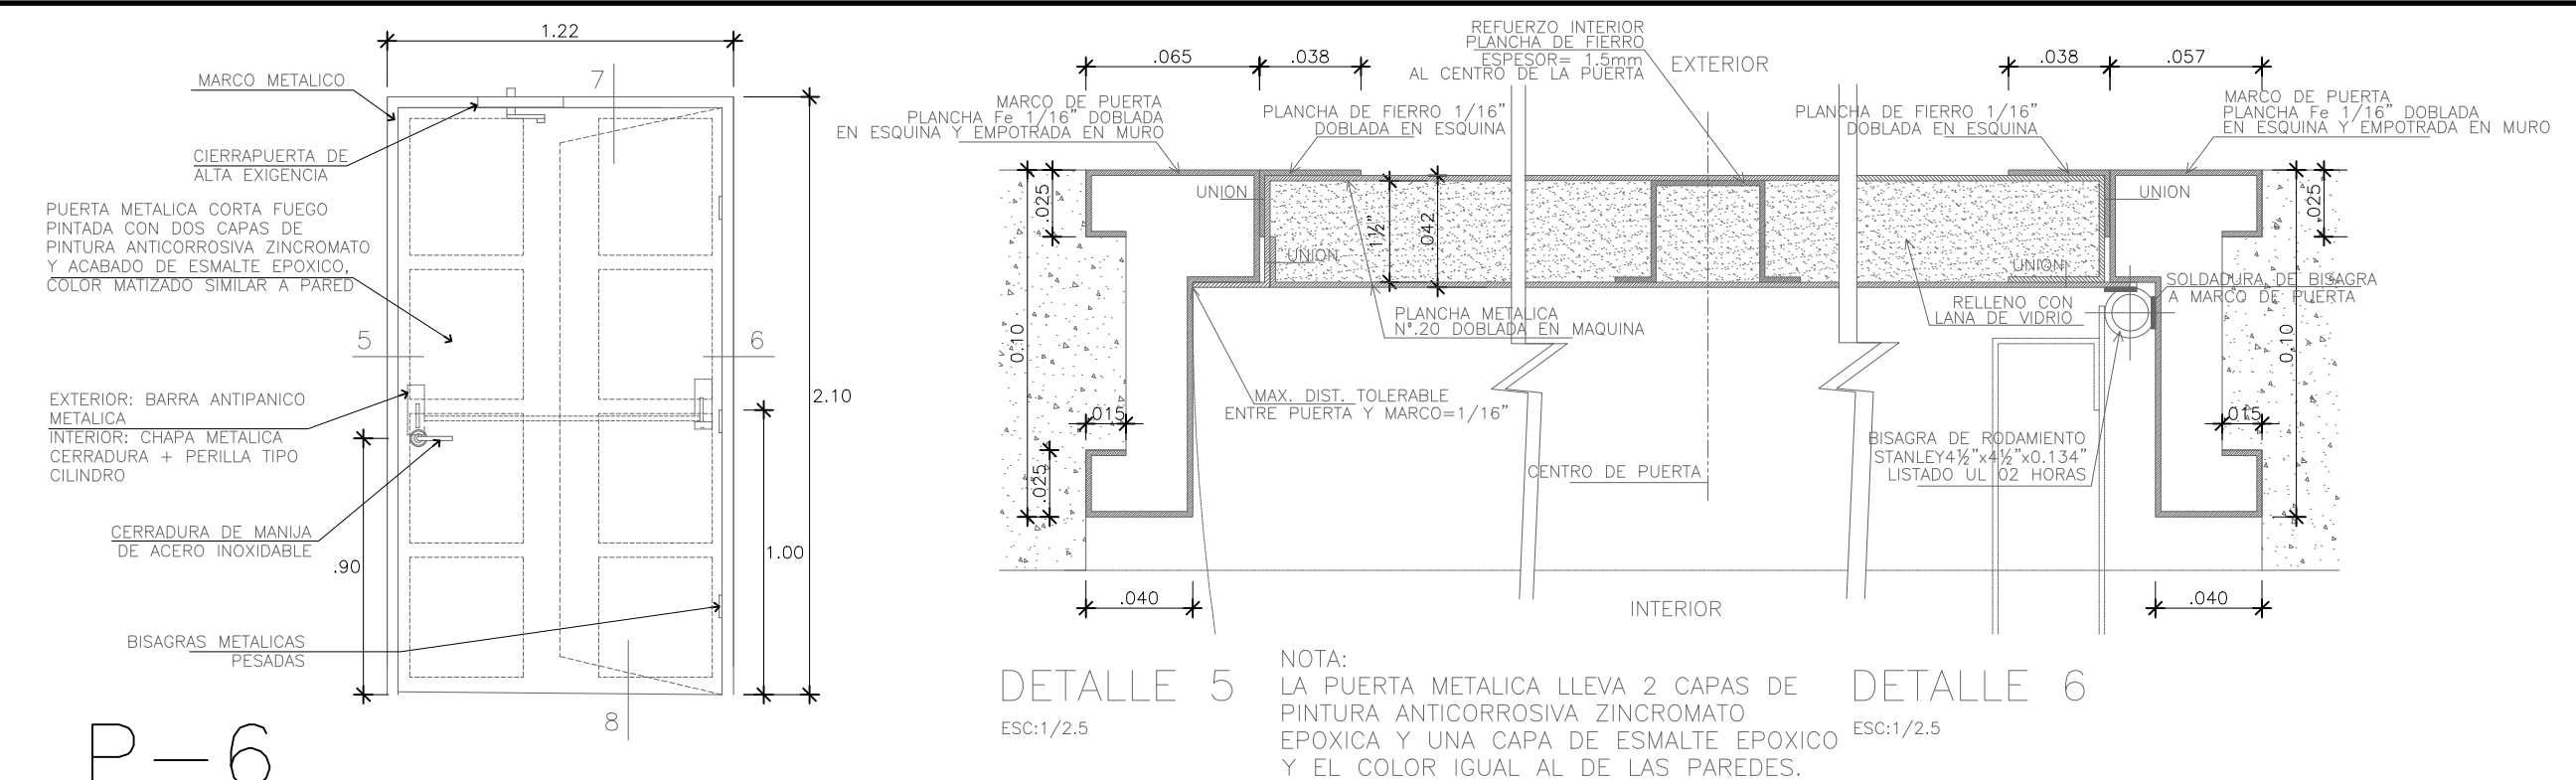 1.22
7
MARCO METALICO
CIERRAPUERTA DE
ALTA EXIGENCIA
PUERTA METALICA CORTA FUEGO
PINTADA CON DOS CAPAS DE
PINTURA ANTICORROSIVA ZINCROMATO
Y ACABADO DE ESMALTE EPOXICO,
COLOR MATIZADO SIMILAR A PARED
5
6
EXTERIOR: BARRA ANTIPANICO
METALICA
INTERIOR: CHAPA METALICA
CERRADURA + PERILLA TIPO
CILINDRO
2.10
CERRADURA DE MANIJA
DE ACERO INOXIDABLE
.90
1.00
BISAGRAS METALICAS
PESADAS
8
P-6
.065
.038
REFUERZO INTERIOR
PLANCHA DE FIERRO
ESPESOR= 1.5mm
AL CENTRO DE LA PUERTA
EXTERIOR
.038
.057
MARCO DE PUERTA
PLANCHA Fe 1/16" DOBLADA
EN ESQUINA Y EMPOTRADA EN MURO
PLANCHA DE FIERRO 1/16"
DOBLADA EN ESQUINA
PLANCHA DE FIERRO 1/16"
DOBLADA EN ESQUINA
MARCO DE PUERTA
PLANCHA Fe 1/16" DOBLADA
EN ESQUINA Y EMPOTRADA EN MURO
.025
UNION
UNION
1½"
.042
UNION
UNION
.025
SOLDADURA DE BISAGRA
A MARCO DE PUERTA
PLANCHA METALICA
Nº.20 DOBLADA EN MAQUINA
RELLENO CON
LANA DE VIDRIO
0.10
0.10
MAX. DIST. TOLERABLE
ENTRE PUERTA Y MARCO=1/16"
.015
.015
.025
CENTRO DE PUERTA
BISAGRA DE RODAMIENTO
STANLEY4½"x4½"x0.134"
LISTADO UL 02 HORAS
.040
INTERIOR
.040
DETALLE 5
ESC:1/2.5
NOTA:
LA PUERTA METALICA LLEVA 2 CAPAS DE
PINTURA ANTICORROSIVA ZINCROMATO
EPOXICA Y UNA CAPA DE ESMALTE EPOXICO
Y EL COLOR IGUAL AL DE LAS PAREDES.
DETALLE 6
ESC:1/2.5